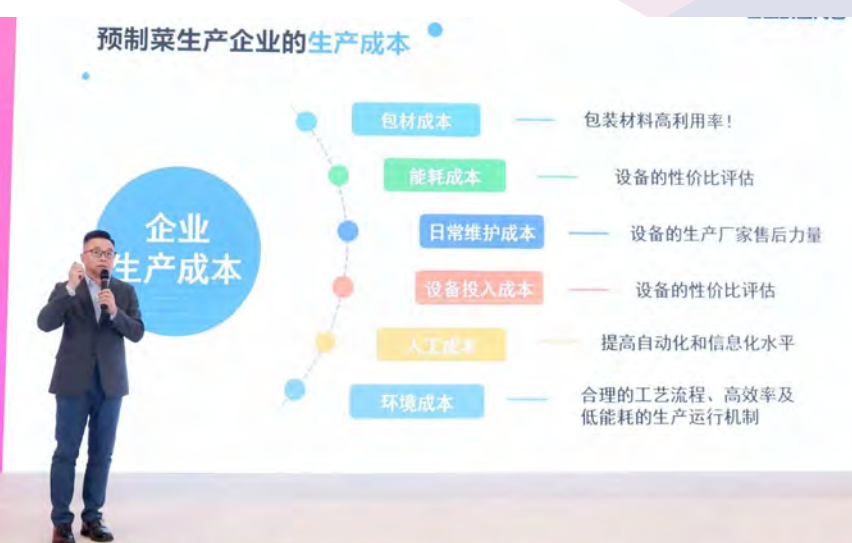 预制菜生产企业的生产成本
企业
生产成本
包材成本 包装材料高利用率！
能耗成本 设备的性价比评估
日常维护成本 设备的生产厂家售后力量
设备投入成本 设备的性价比评估
人工成本 提高自动化和信息化水平
环境成本 合理的工艺流程、高效率及
低能耗的生产运行机制